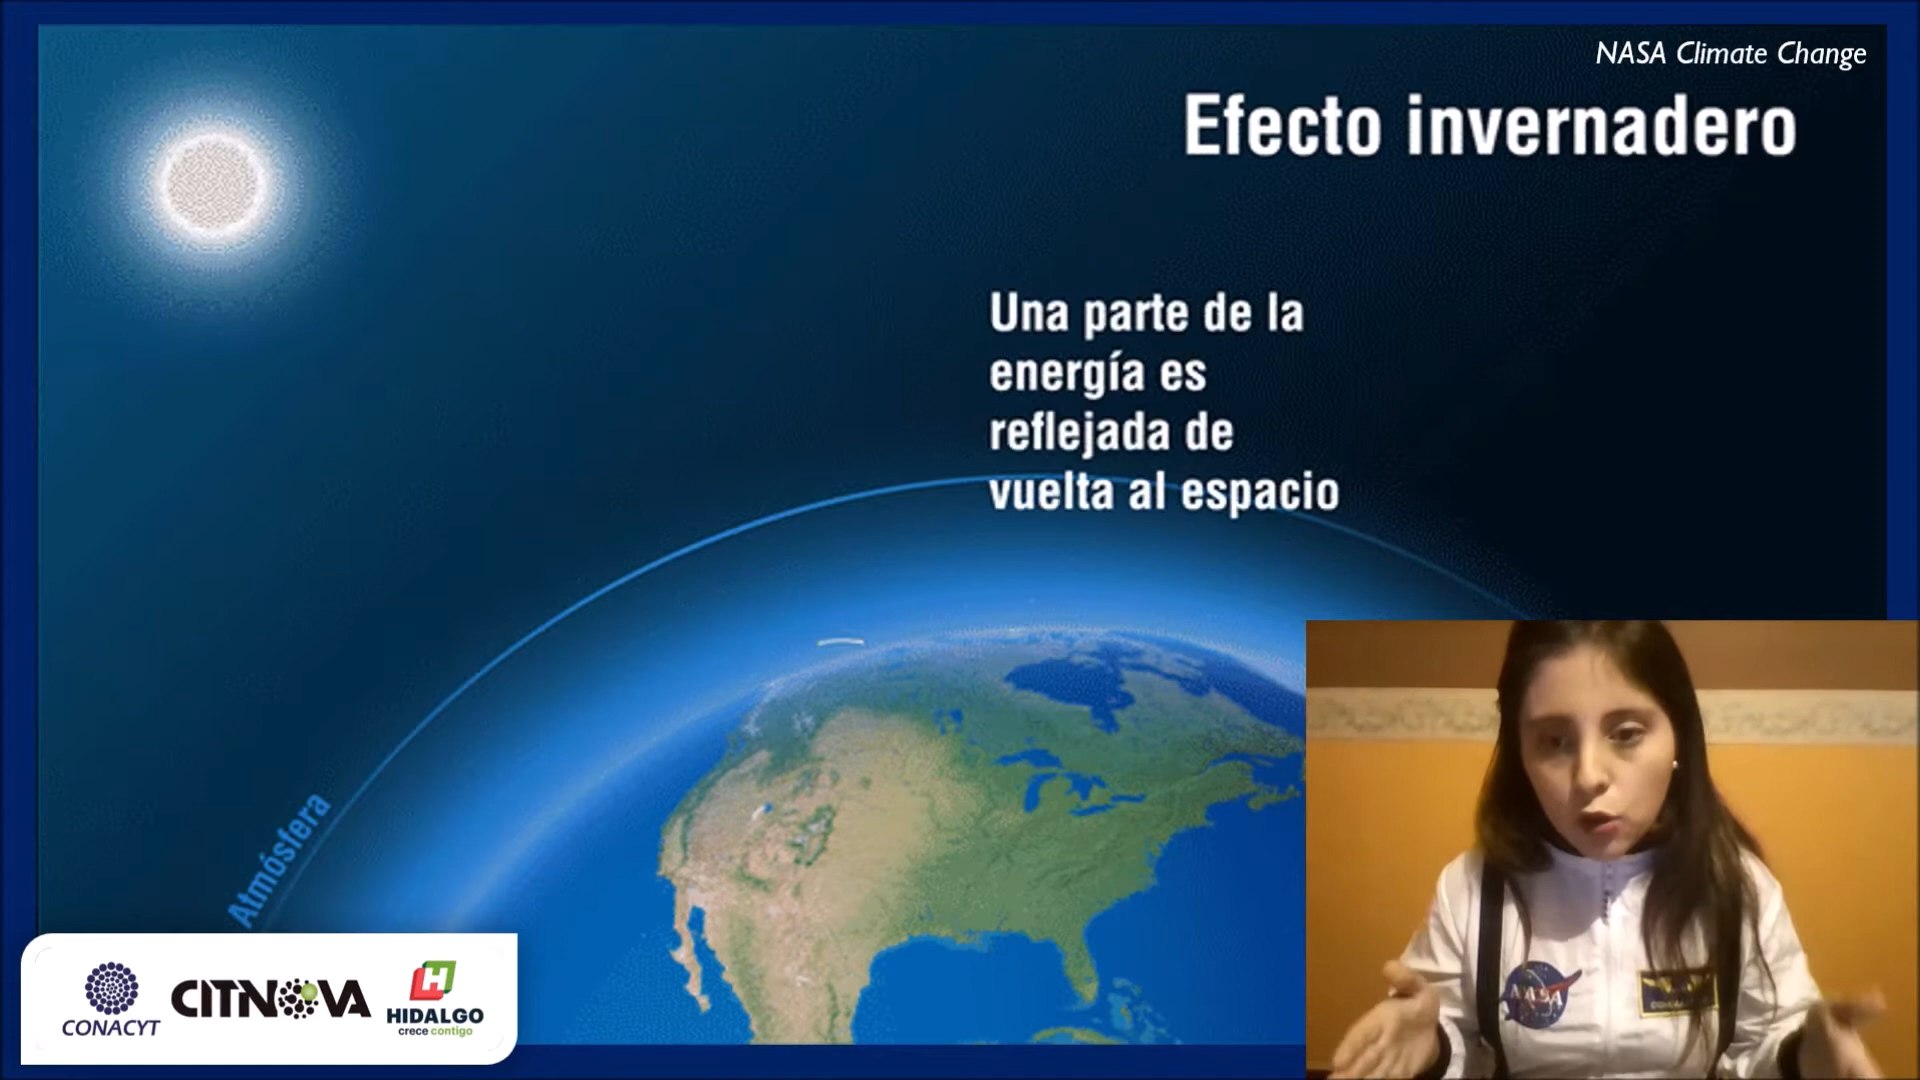 NASA Climate Change
Efecto invernadero
Una parte de la
energía es
reflejada de
vuelta al espacio
Atmósfera
CONACYT
CITNOVA
H
HIDALGO
crece contigo
NASA